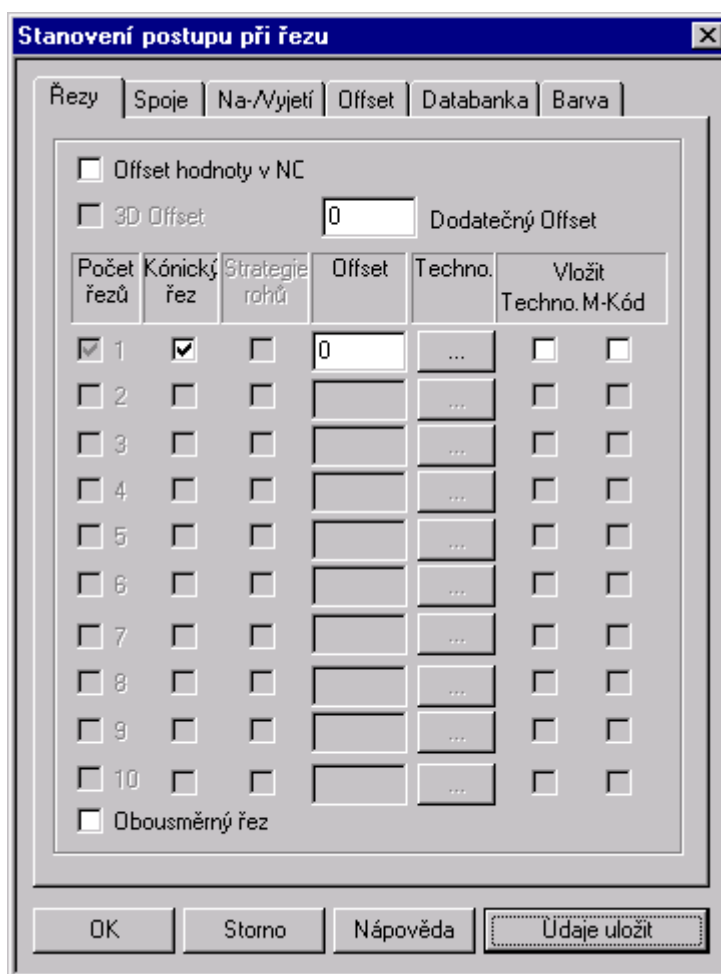 Stanovení postupu při řezu
Řezy Spoje Na-/Vyjetí Offset Databanka Barva
Offset hodnoty v NC
3D Offset 0 Dodatečný Offset
Počet řezů Kónický řez Strategie rohů Offset Techno. Vložit
Techno. M-Kód
1 0 ...
2 ...
3 ...
4 ...
5 ...
6 ...
7 ...
8 ...
9 ...
10 ...
Obousměrný řez
OK Storno Nápověda Údaje uložit